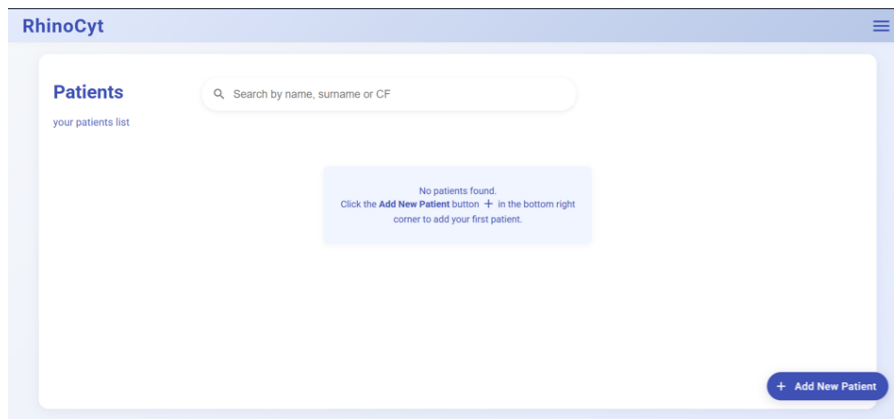 RhinoCyt
Patients
Search by name, surname or CF
your patients list
No patients found.
Click the Add New Patient button + in the bottom right
corner to add your first patient.
+ Add New Patient